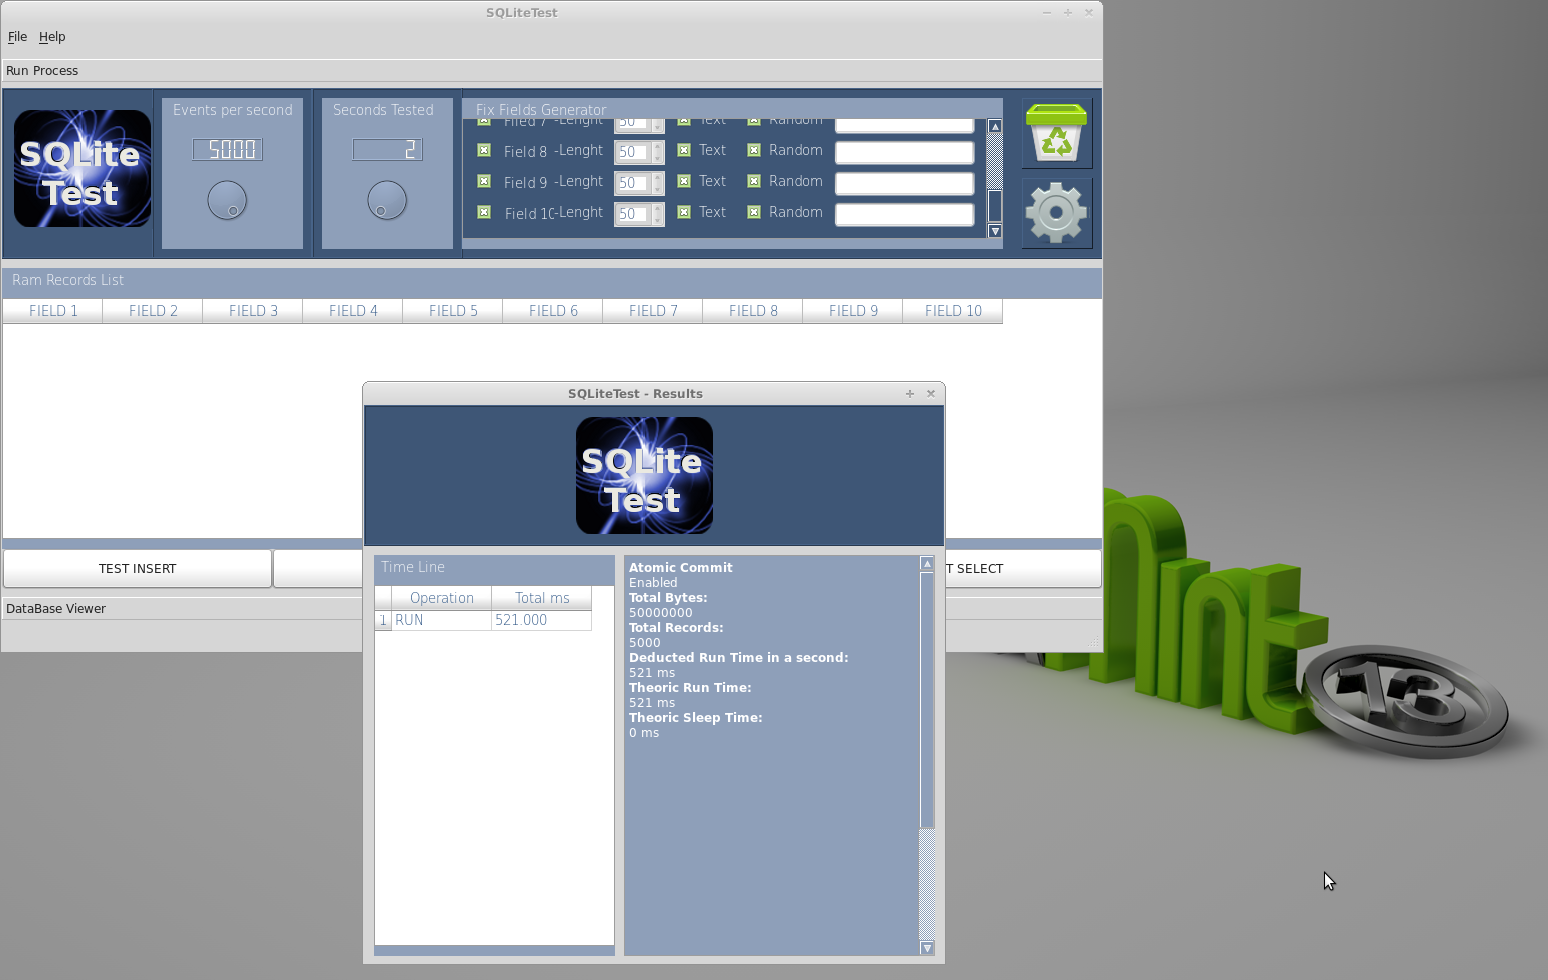 SQLiteTest
File Help
Run Process
SQLite
Test
Events per second
5000
Seconds Tested
2
Fix Fields Generator
Filed 7 -Lenght 50 Text Random
Field 8 -Lenght 50 Text Random
Field 9 -Lenght 50 Text Random
Field 10 -Lenght 50 Text Random
Ram Records List
FIELD 1 FIELD 2 FIELD 3 FIELD 4 FIELD 5 FIELD 6 FIELD 7 FIELD 8 FIELD 9 FIELD 10
TEST INSERT
T SELECT
DataBase Viewer
SQLiteTest - Results
SQLite
Test
Time Line
Operation Total ms
1 RUN 521.000
Atomic Commit
Enabled
Total Bytes:
50000000
Total Records:
5000
Deducted Run Time in a second:
521 ms
Theoric Run Time:
521 ms
Theoric Sleep Time:
0 ms
13